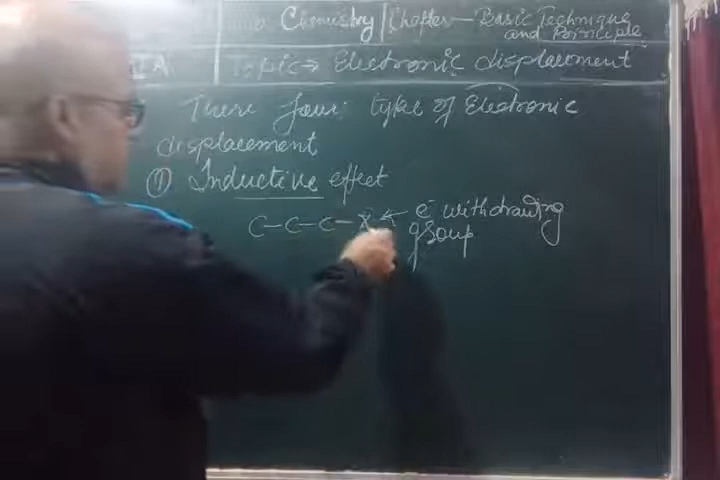 Chemistry | Chapter - Basic Technique
and Principle
Topic → Electronic displacement
There four types of Electronic
displacement
① Inductive effect
C-C-C-X ← e⁻ withdrawing
group